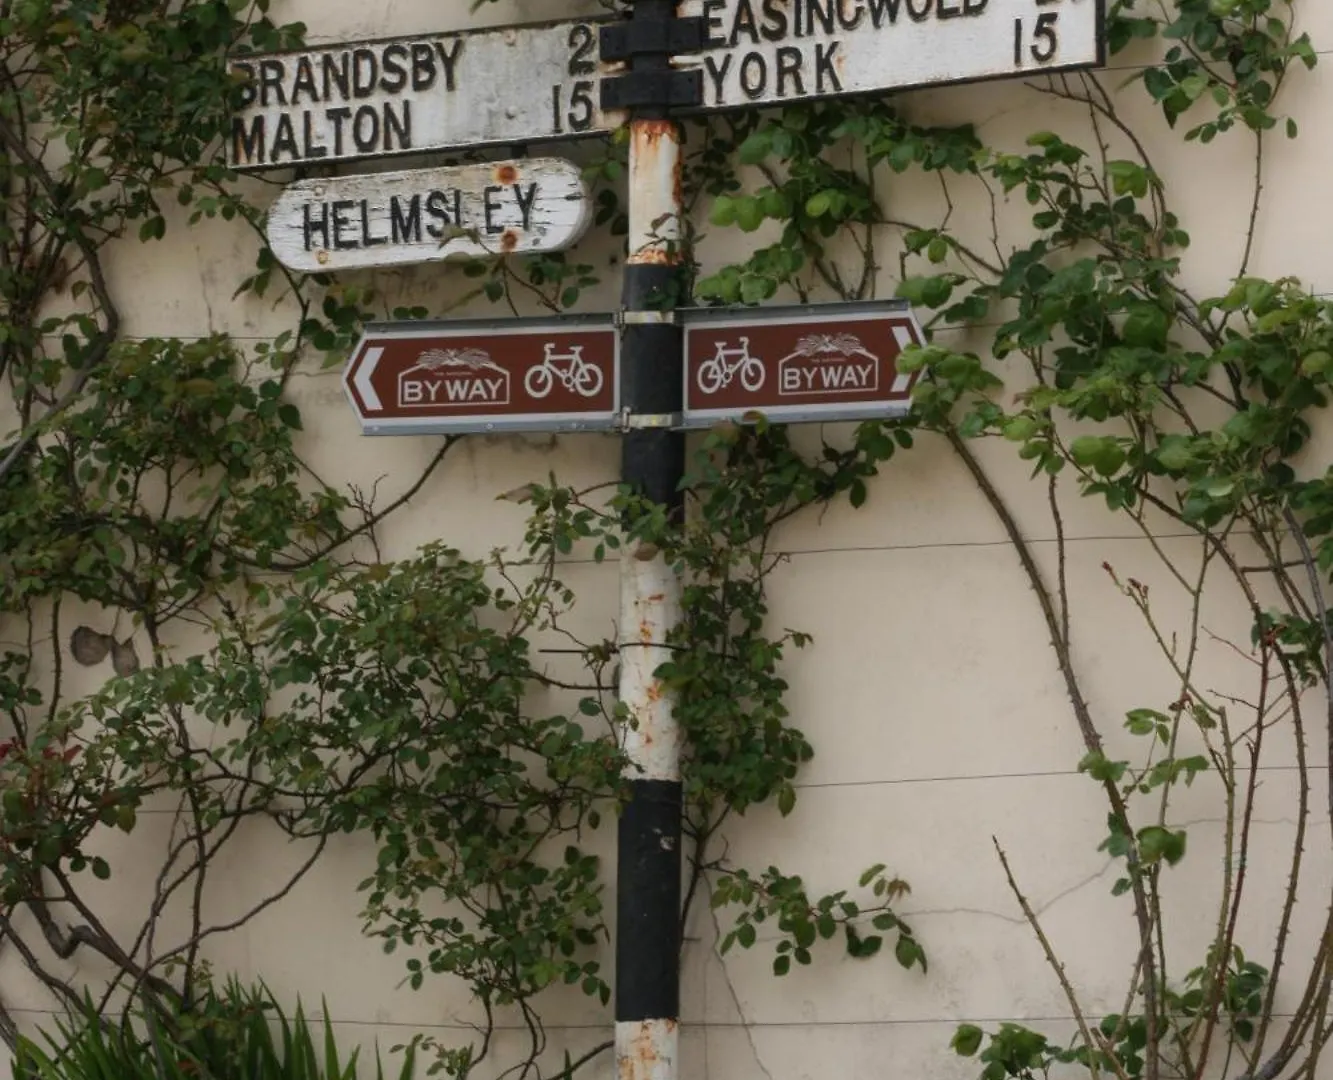 BRANDSBY 2
MALTON 15
EASINGWOLD
YORK 15
HELMSLEY
BYWAY
BYWAY